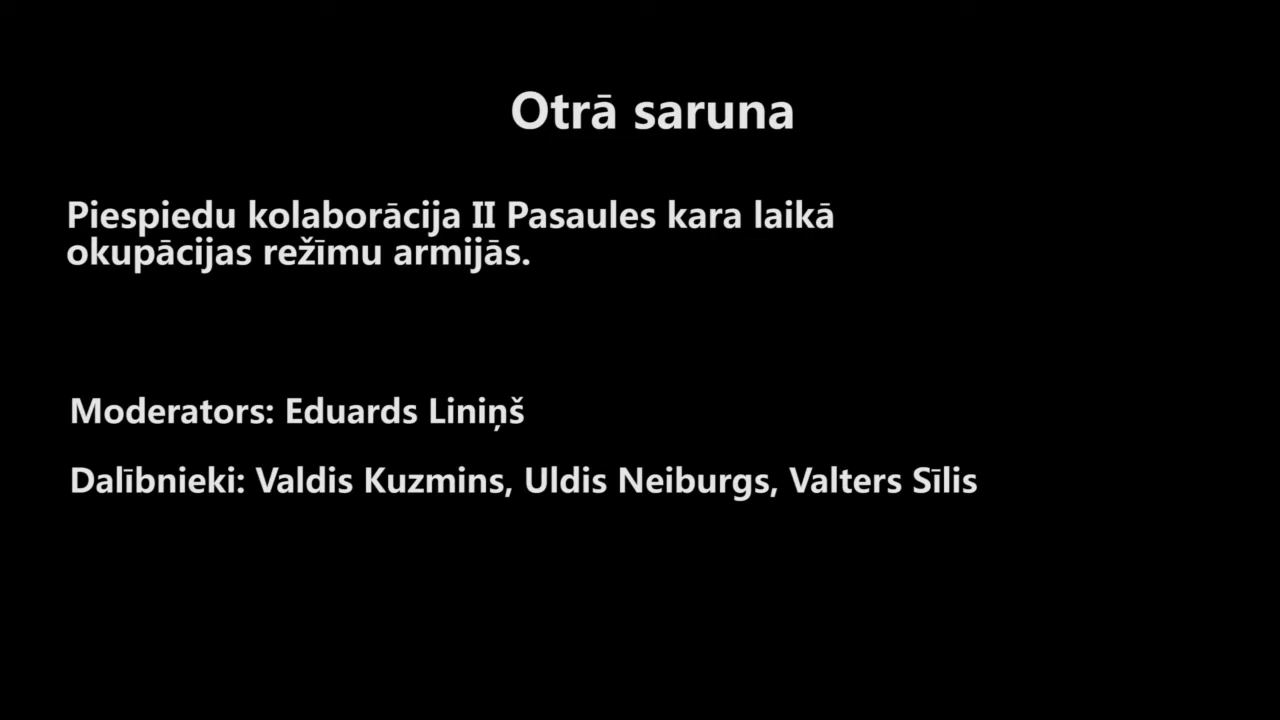 Otrā saruna
Piespiedu kolaborācija II Pasaules kara laikā
okupācijas režīmu armijās.
Moderators: Eduards Liniņš
Dalībnieki: Valdis Kuzmins, Uldis Neiburgs, Valters Sīlis